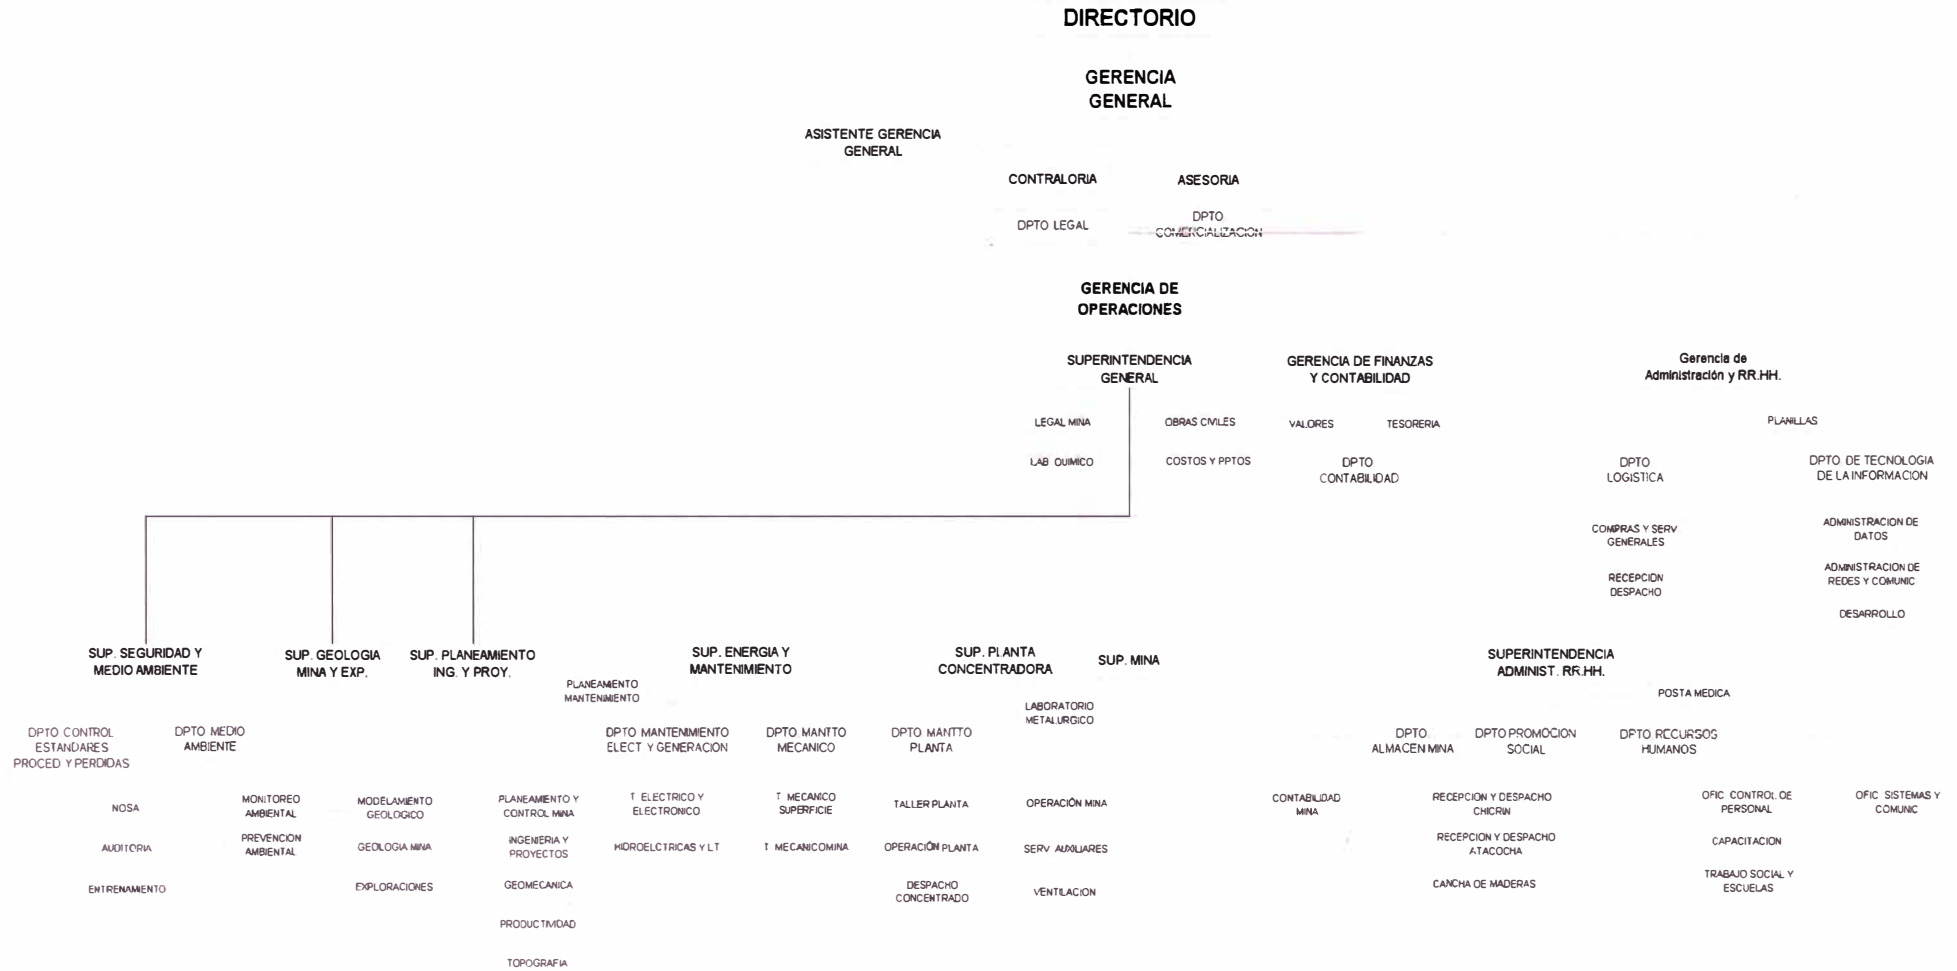 DIRECTORIO
GERENCIA
GENERAL
ASISTENTE GERENCIA
GENERAL
CONTRALORIA
ASESORIA
DPTO LEGAL
DPTO
COMERCIALIZACION
GERENCIA DE
OPERACIONES
SUPERINTENDENCIA
GENERAL
GERENCIA DE FINANZAS
Y CONTABILIDAD
Gerencia de
Administración y RR.HH.
LEGAL MINA
OBRAS CIVILES
VALORES
TESORERIA
PLANILLAS
LAB QUIMICO
COSTOS Y PPTOS
DPTO
CONTABILIDAD
DPTO
LOGISTICA
DPTO. DE TECNOLOGIA
DE LA INFORMACION
COMPRAS Y SERV
GENERALES
ADMINISTRACION DE
DATOS
RECEPCION
DESPACHO
ADMINISTRACION DE
REDES Y COMUNIC
DESARROLLO
SUP. SEGURIDAD Y
MEDIO AMBIENTE
SUP. GEOLOGIA
MINA Y EXP.
SUP. PLANEAMIENTO
ING. Y PROY.
SUP. ENERGIA Y
MANTENIMIENTO
SUP. PLANTA
CONCENTRADORA
SUP. MINA
SUPERINTENDENCIA
ADMINIST. RR.HH.
PLANEAMIENTO
MANTENIMIENTO
LABORATORIO
METALURGICO
POSTA MEDICA
DPTO CONTROL
ESTANDARES
PROCED Y PERDIDAS
DPTO MEDIO
AMBIENTE
DPTO MANTENIMIENTO
ELECT Y GENERACION
DPTO MANTTO
MECANICO
DPTO MANTTO
PLANTA
DPTO.
ALMACEN MINA
DPTO PROMOCION
SOCIAL
DPTO RECURSOS
HUMANOS
NOSA
MONITOREO
AMBIENTAL
MODELAMIENTO
GEOLOGICO
PLANEAMIENTO Y
CONTROL MINA
T ELECTRICO Y
ELECTRONICO
T MECANICO
SUPERFICIE
TALLER PLANTA
OPERACIÓN MINA
CONTABILIDAD
MINA
RECEPCION Y DESPACHO
CHICRIN
OFIC CONTROL DE
PERSONAL
OFIC SISTEMAS Y
COMUNIC
AUDITORIA
PREVENCION
AMBIENTAL
GEOLOGIA MINA
INGENIERIA Y
PROYECTOS
HIDROELCTRICAS Y LT
T MECANICOMINA
OPERACIÓN PLANTA
SERV AUXILIARES
RECEPCION Y DESPACHO
ATACOCHA
CAPACITACION
ENTRENAMIENTO
EXPLORACIONES
GEOMECANICA
DESPACHO
CONCENTRADO
VENTILACION
CANCHA DE MADERAS
TRABAJO SOCIAL Y
ESCUELAS
PRODUCTIVIDAD
TOPOGRAFIA